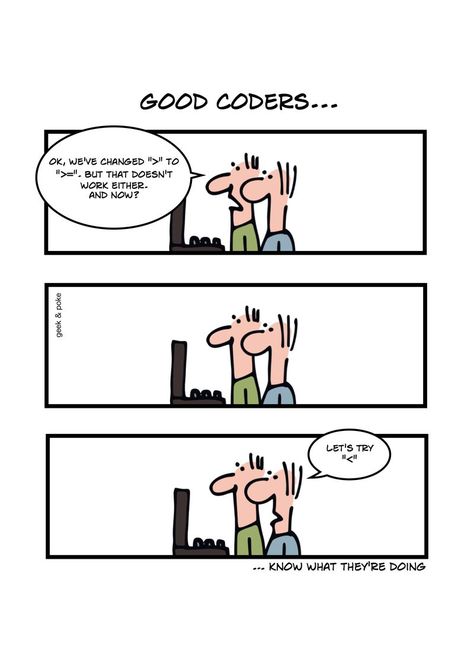 GOOD CODERS...
OK, WE'VE CHANGED ">" TO
">=". BUT THAT DOESN'T
WORK EITHER.
AND NOW?
geek & poke
LET'S TRY
"<"
... KNOW WHAT THEY'RE DOING